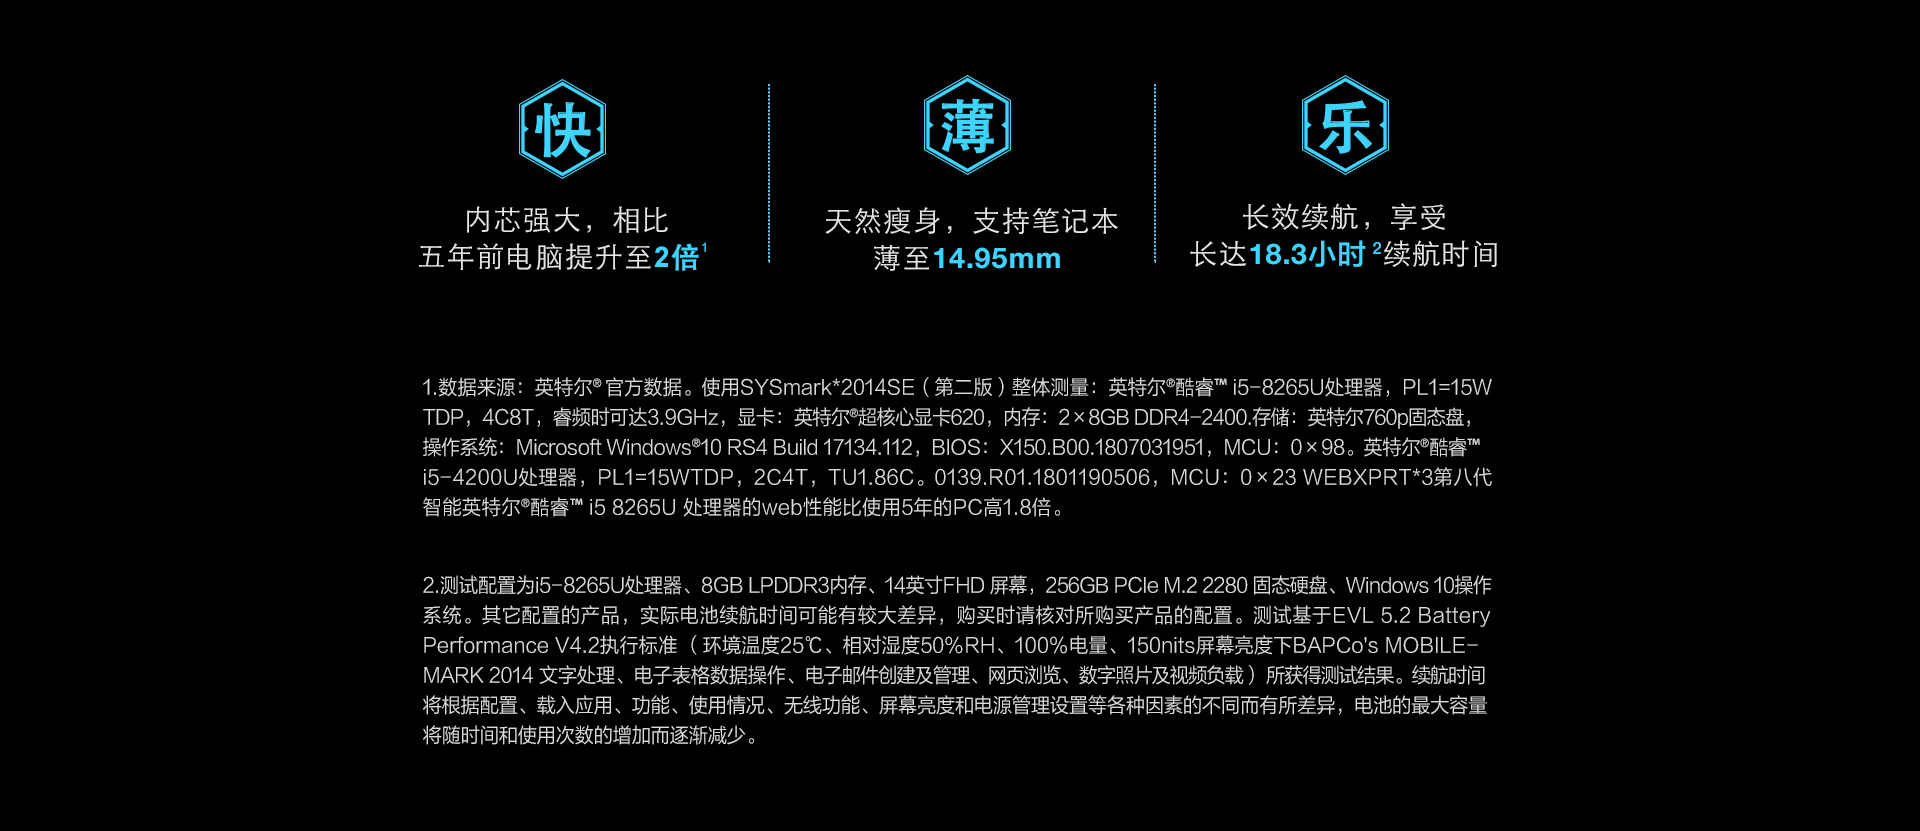 快
内芯强大，相比
五年前电脑提升至2倍1
薄
天然瘦身，支持笔记本
薄至14.95mm
乐
长效续航，享受
长达18.3小时2续航时间
1.数据来源：英特尔®官方数据。使用SYSmark*2014SE（第二版）整体测量：英特尔®酷睿™ i5-8265U处理器，PL1=15W
TDP，4C8T，睿频时可达3.9GHz，显卡：英特尔®超核心显卡620，内存：2×8GB DDR4-2400.存储：英特尔760p固态盘，
操作系统：Microsoft Windows®10 RS4 Build 17134.112，BIOS：X150.B00.1807031951，MCU：0×98。英特尔®酷睿™
i5-4200U处理器，PL1=15WTDP，2C4T，TU1.86C。0139.R01.1801190506，MCU：0×23 WEBXPRT*3第八代
智能英特尔®酷睿™ i5 8265U 处理器的web性能比使用5年的PC高1.8倍。
2.测试配置为i5-8265U处理器、8GB LPDDR3内存、14英寸FHD 屏幕，256GB PCIe M.2 2280 固态硬盘、Windows 10操作
系统。其它配置的产品，实际电池续航时间可能有较大差异，购买时请核对所购买产品的配置。测试基于EVL 5.2 Battery
Performance V4.2执行标准（环境温度25℃、相对湿度50%RH、100%电量、150nits屏幕亮度下BAPCo's MOBILE-
MARK 2014 文字处理、电子表格数据操作、电子邮件创建及管理、网页浏览、数字照片及视频负载）所获得测试结果。续航时间
将根据配置、载入应用、功能、使用情况、无线功能、屏幕亮度和电源管理设置等各种因素的不同而有所差异，电池的最大容量
将随时间和使用次数的增加而逐渐减少。